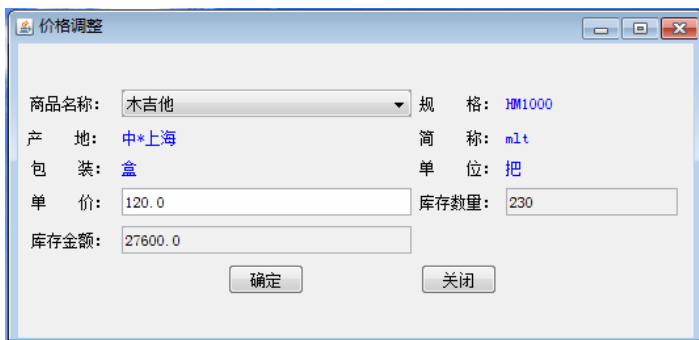 价格调整
商品名称： 木吉他 规 格： HM1000
产 地： 中*上海 简 称： mlt
包 装： 盒 单 位： 把
单 价： 120.0 库存数量： 230
库存金额： 27600.0
确定 关闭